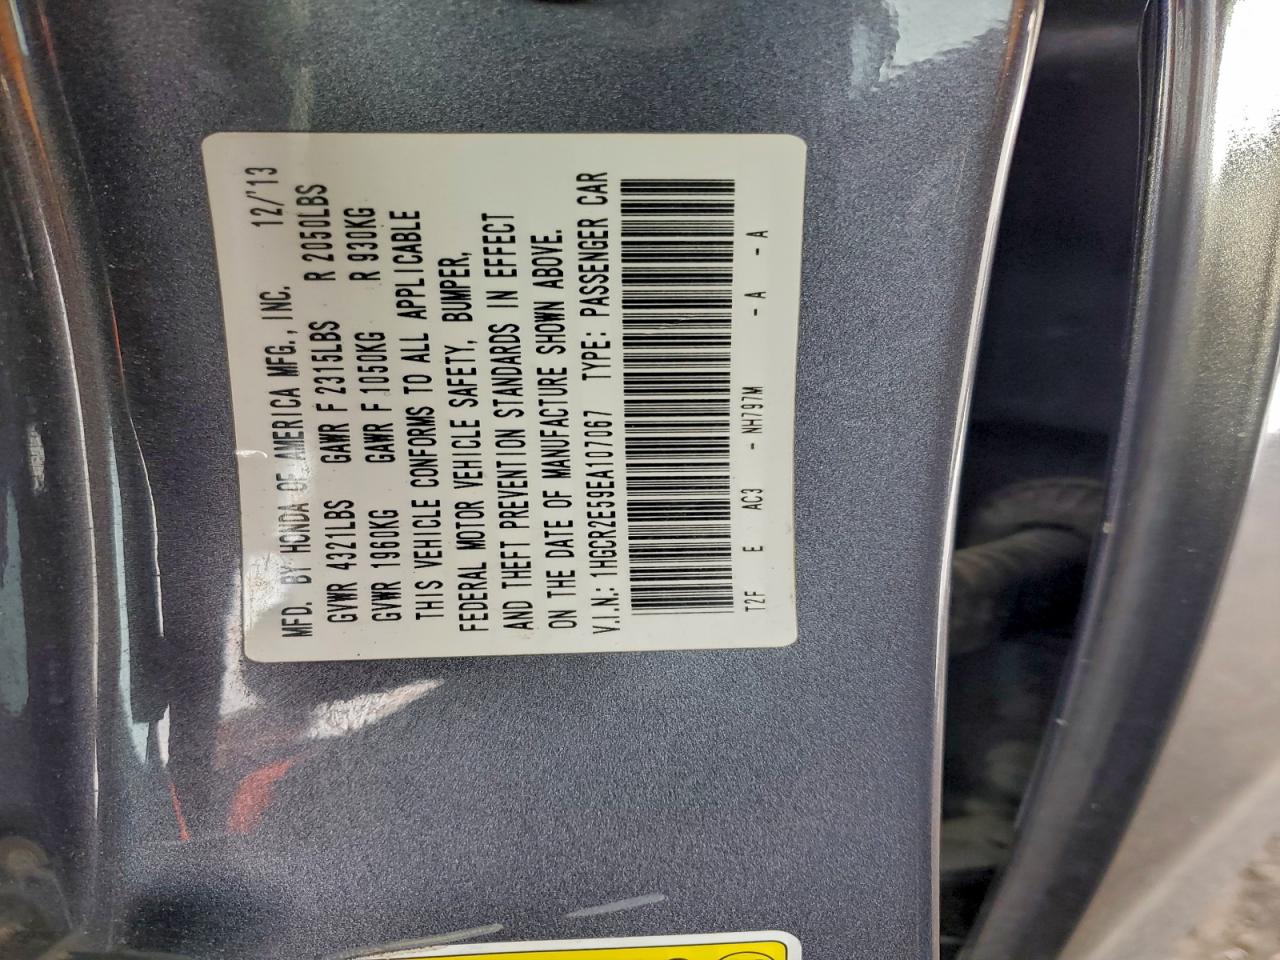 MFD. BY HONDA OF AMERICA MFG., INC. 12/'13
GVWR 4321LBS GAWR F 2315LBS R 2050LBS
GVWR 1960KG GAWR F 1050KG R 930KG
THIS VEHICLE CONFORMS TO ALL APPLICABLE
FEDERAL MOTOR VEHICLE SAFETY, BUMPER,
AND THEFT PREVENTION STANDARDS IN EFFECT
ON THE DATE OF MANUFACTURE SHOWN ABOVE.
V.I.N.: 1HGCR2E59EA107067 TYPE: PASSENGER CAR
T2F E AC3 - NH797M - A - A